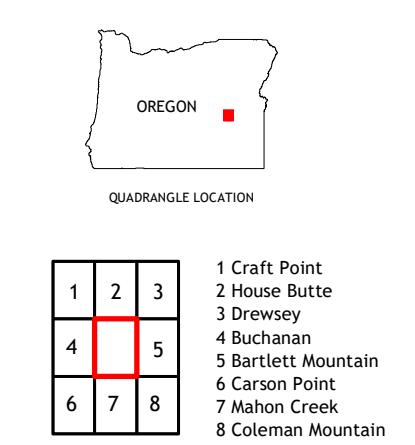 OREGON
QUADRANGLE LOCATION
1 2 3
4 5
6 7 8
1 Craft Point
2 House Butte
3 Drewsey
4 Buchanan
5 Bartlett Mountain
6 Carson Point
7 Mahon Creek
8 Coleman Mountain